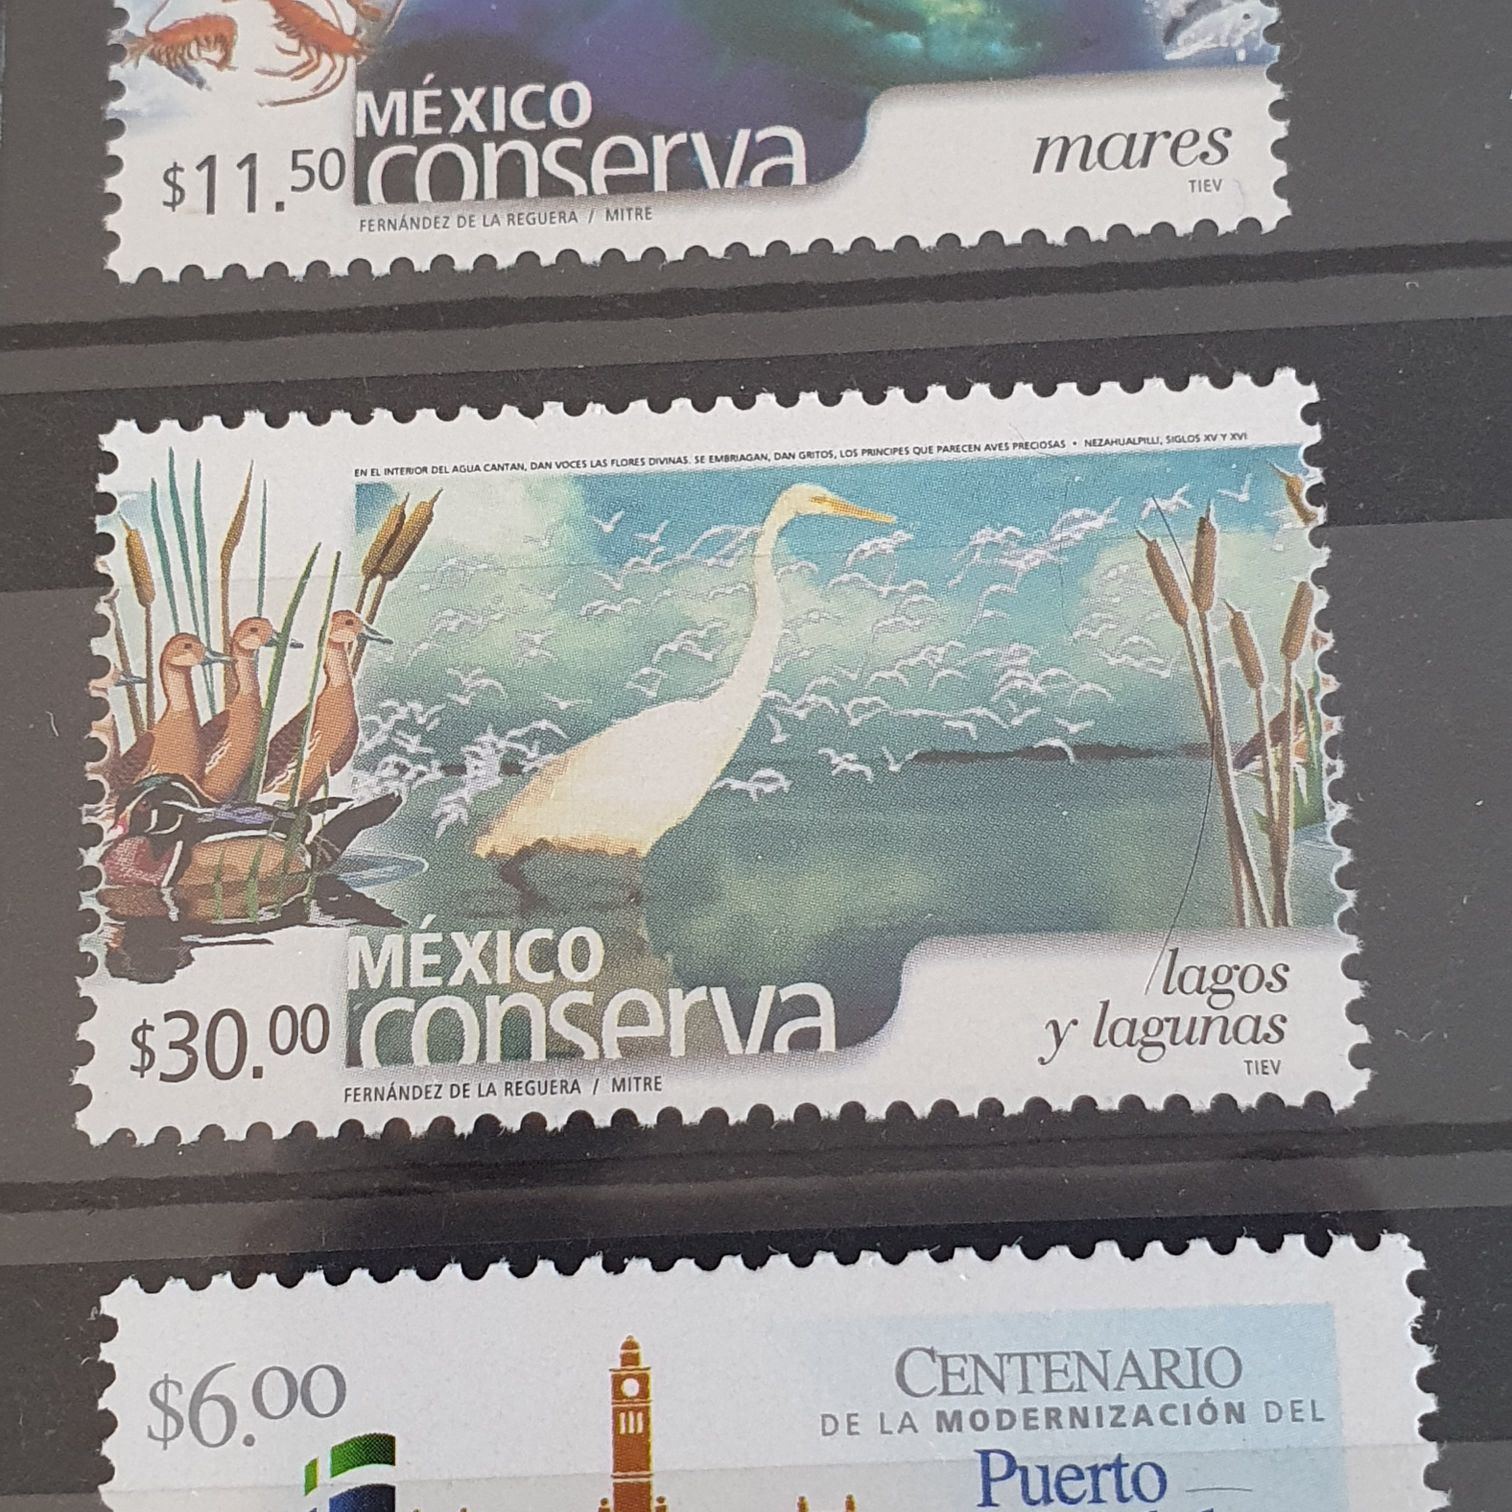 MÉXICO
conserva
$11.50
mares
TIEV
FERNÁNDEZ DE LA REGUERA / MITRE
EN EL INTERIOR DEL AGUA CANTAN, DAN VOCES LAS FLORES DIVINAS. SE EMBRIAGAN, DAN GRITOS, LOS PRINCIPES QUE PARECEN AVES PRECIOSAS • NEZAHUALPILLI, SIGLOS XV Y XVI
MÉXICO
conserva
$30.00
lagos
y lagunas
TIEV
FERNÁNDEZ DE LA REGUERA / MITRE
$6.00
CENTENARIO
DE LA MODERNIZACIÓN DEL
Puerto